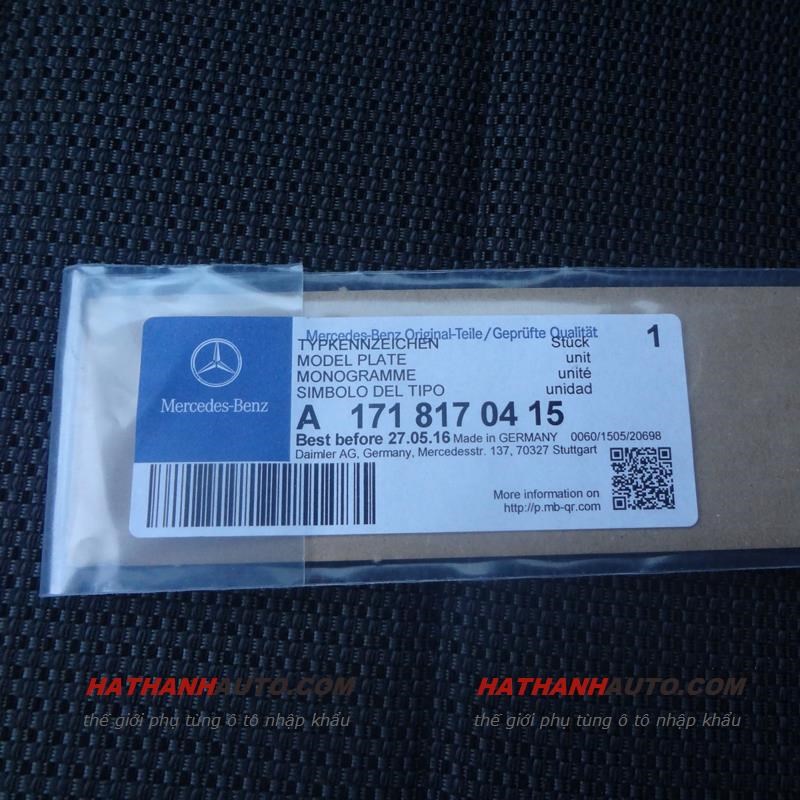 Mercedes-Benz Original-Teile/Geprüfte Qualität
1
TYPKENNZEICHEN Stück
MODEL PLATE unit
MONOGRAMME unité
SIMBOLO DEL TIPO unidad
Mercedes-Benz
A 171 817 04 15
Best before 27.05.16 Made in GERMANY 0060/1505/20698
Daimler AG, Germany, Mercedesstr. 137, 70327 Stuttgart
More information on
http://p.mb-qr.com
HATHANHAUTO.COM HATHANHAUTO.COM
thế giới phụ tùng ô tô nhập khẩu thế giới phụ tùng ô tô nhập khẩu